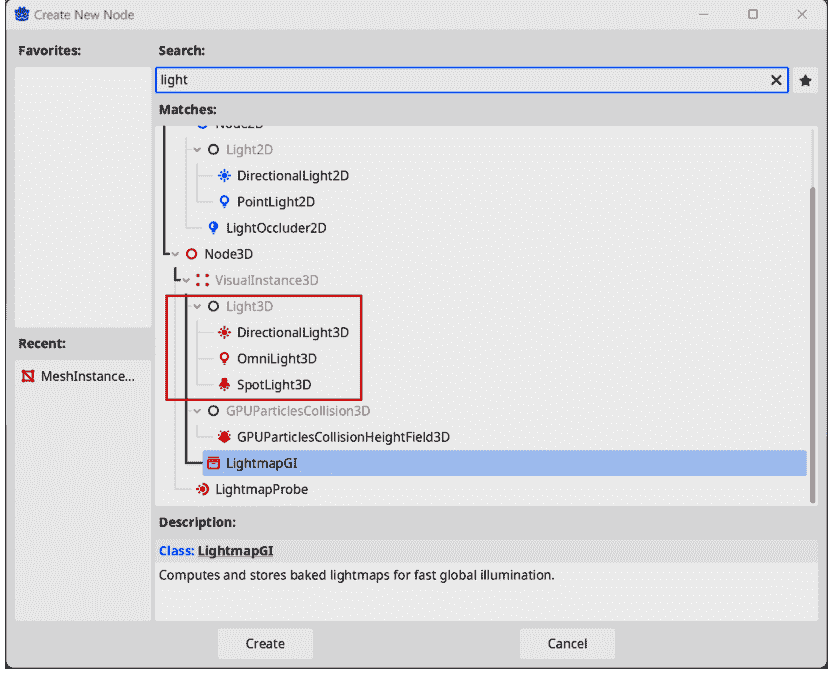 Create New Node
Favorites:
Search:
light
Matches:
Node2D
Light2D
DirectionalLight2D
PointLight2D
LightOccluder2D
Node3D
VisualInstance3D
Light3D
DirectionalLight3D
OmniLight3D
SpotLight3D
GPUParticlesCollision3D
GPUParticlesCollisionHeightField3D
LightmapGI
LightmapProbe
Recent:
MeshInstance...
Description:
Class: LightmapGI
Computes and stores baked lightmaps for fast global illumination.
Create
Cancel